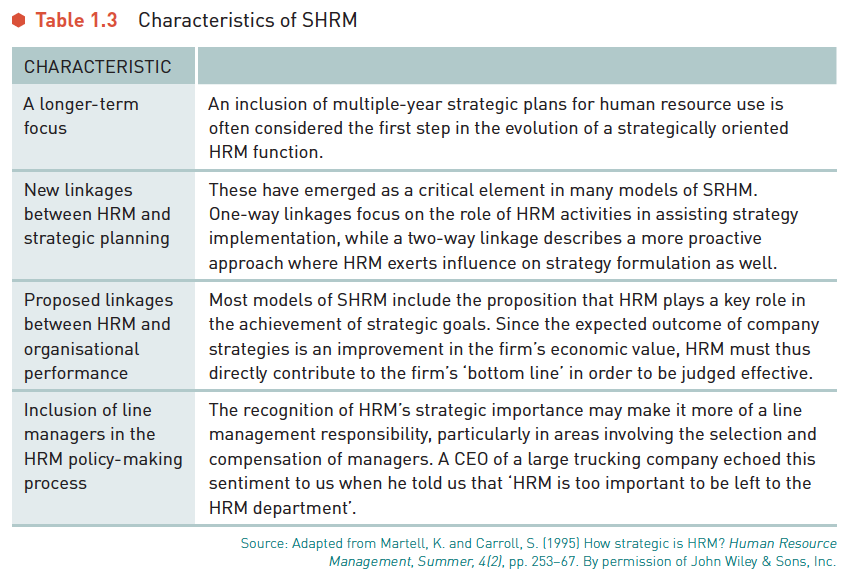 Table 1.3 Characteristics of SHRM
CHARACTERISTIC
A longer-term
focus
An inclusion of multiple-year strategic plans for human resource use is
often considered the first step in the evolution of a strategically oriented
HRM function.
New linkages
between HRM and
strategic planning
These have emerged as a critical element in many models of SRHM.
One-way linkages focus on the role of HRM activities in assisting strategy
implementation, while a two-way linkage describes a more proactive
approach where HRM exerts influence on strategy formulation as well.
Proposed linkages
between HRM and
organisational
performance
Most models of SHRM include the proposition that HRM plays a key role in
the achievement of strategic goals. Since the expected outcome of company
strategies is an improvement in the firm's economic value, HRM must thus
directly contribute to the firm's ‘bottom line’ in order to be judged effective.
Inclusion of line
managers in the
HRM policy-making
process
The recognition of HRM's strategic importance may make it more of a line
management responsibility, particularly in areas involving the selection and
compensation of managers. A CEO of a large trucking company echoed this
sentiment to us when he told us that ‘HRM is too important to be left to the
HRM department’.
Source: Adapted from Martell, K. and Carroll, S. (1995) How strategic is HRM? Human Resource
Management, Summer, 4(2), pp. 253–67. By permission of John Wiley & Sons, Inc.